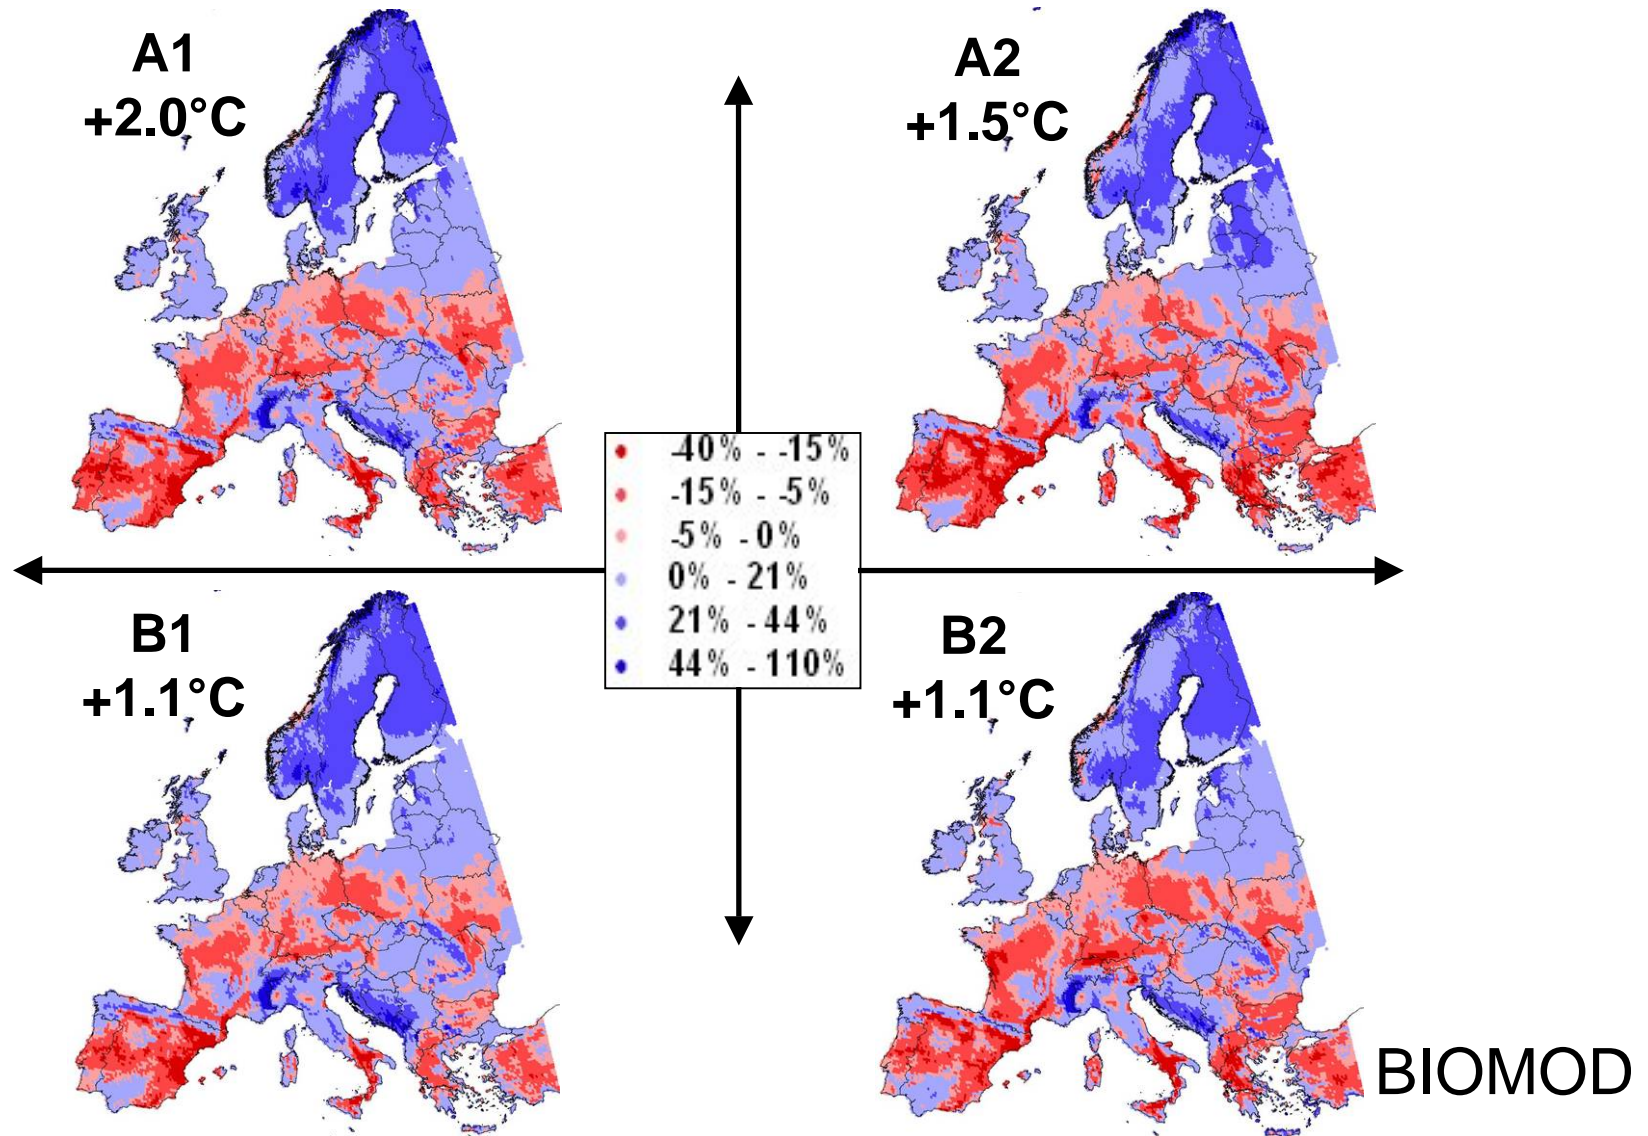 A1
+2.0°C
A2
+1.5°C
-40% - -15%
-15% - -5%
-5% - 0%
0% - 21%
21% - 44%
44% - 110%
B1
+1.1°C
B2
+1.1°C
BIOMOD